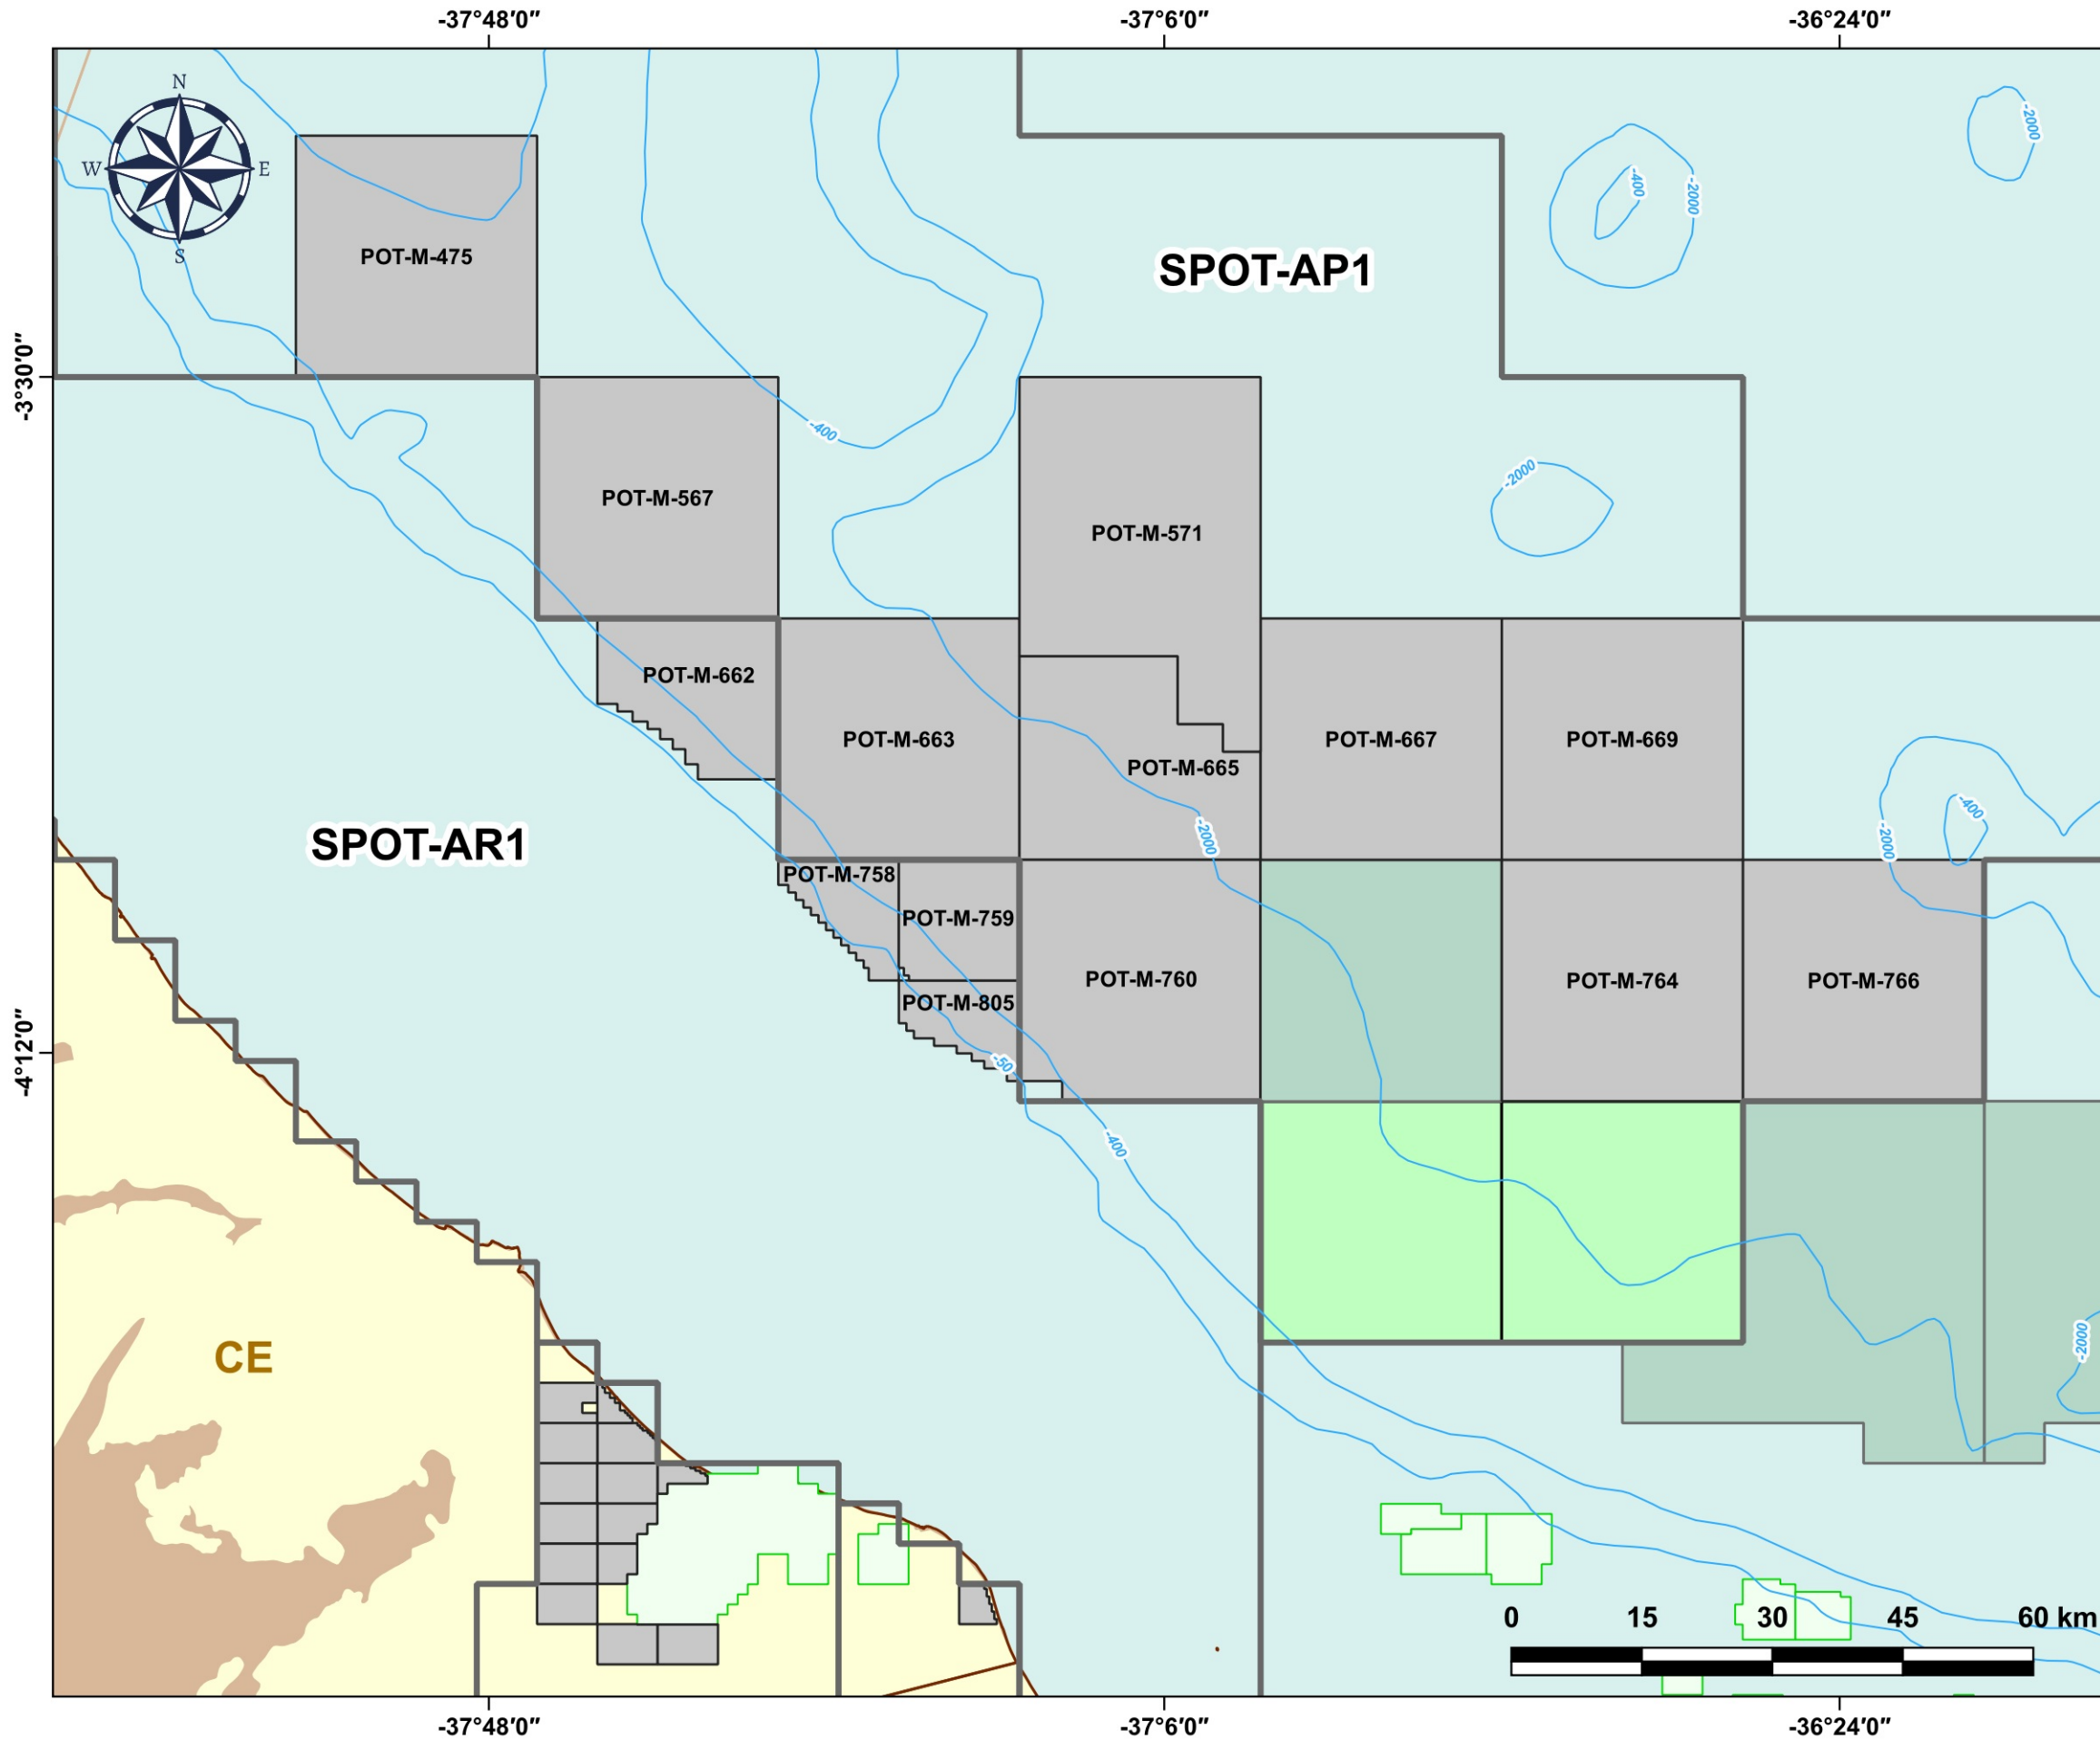 -37°48'0" -37°6'0" -36°24'0"
N
W E
S
-2000
-400
-2000
POT-M-475
SPOT-AP1
-3°30'0"
-400
-2000
POT-M-567
POT-M-571
POT-M-662
POT-M-663
POT-M-665
POT-M-667
POT-M-669
-400
-2000
-2000
SPOT-AR1
POT-M-758
POT-M-759
POT-M-760
POT-M-764
POT-M-766
POT-M-805
-4°12'0"
-50
-400
-2000
CE
0 15 30 45 60 km
-37°48'0" -37°6'0" -36°24'0"